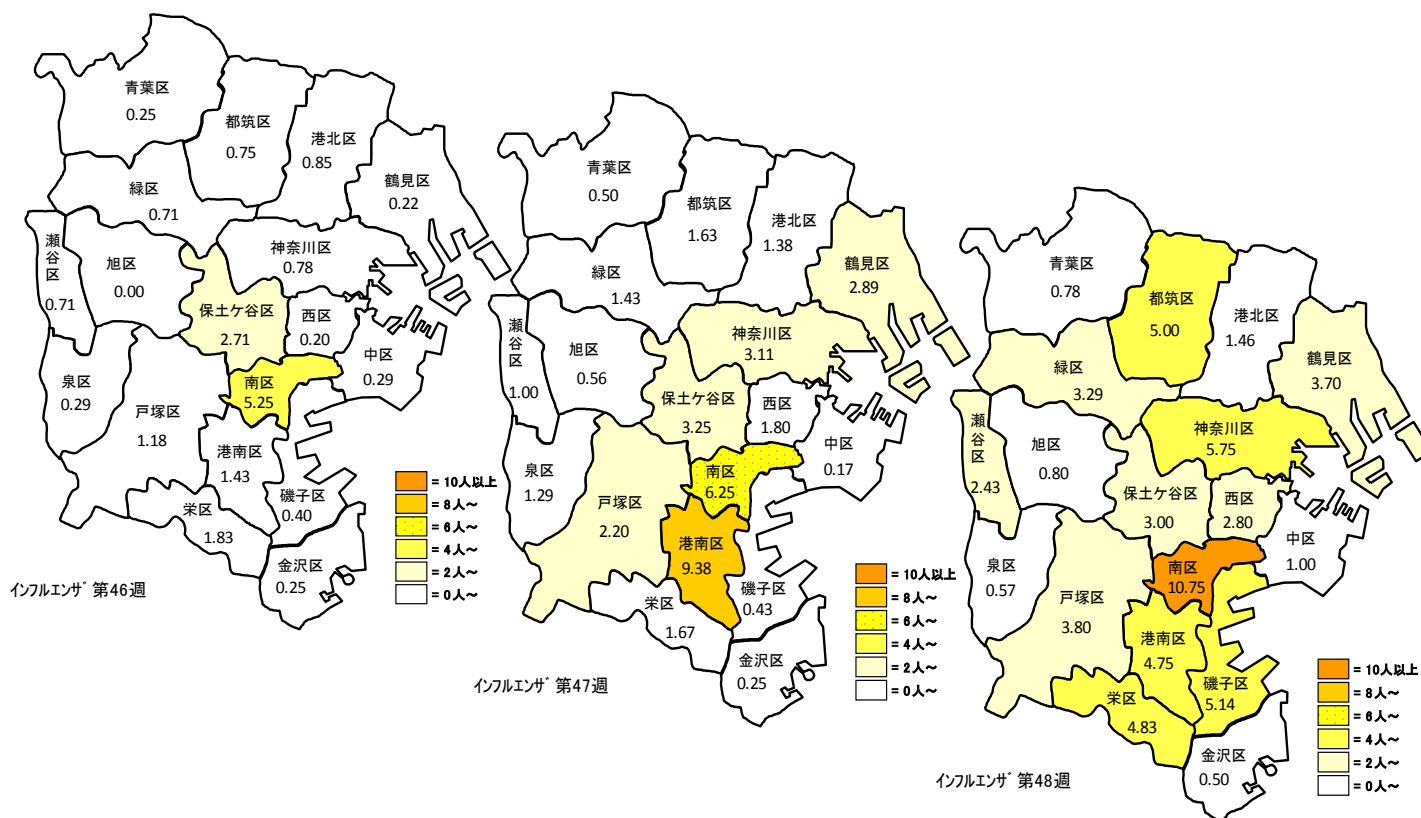 青葉区
0.25
都筑区
0.75
港北区
0.85
鶴見区
0.22
緑区
0.71
瀬谷区
0.71
旭区
0.00
神奈川区
0.78
保土ケ谷区
2.71
西区
0.20
中区
0.29
泉区
0.29
戸塚区
1.18
南区
5.25
港南区
1.43
磯子区
0.40
栄区
1.83
金沢区
0.25
= 10人以上
= 8人～
= 6人～
= 4人～
= 2人～
= 0人～
インフルエンザ 第46週
青葉区
0.50
都筑区
1.63
港北区
1.38
鶴見区
2.89
緑区
1.43
瀬谷区
1.00
旭区
0.56
神奈川区
3.11
保土ケ谷区
3.25
西区
1.80
中区
0.17
泉区
1.29
戸塚区
2.20
南区
6.25
港南区
9.38
磯子区
0.43
栄区
1.67
金沢区
0.25
= 10人以上
= 8人～
= 6人～
= 4人～
= 2人～
= 0人～
インフルエンザ 第47週
青葉区
0.78
都筑区
5.00
港北区
1.46
鶴見区
3.70
緑区
3.29
瀬谷区
2.43
旭区
0.80
神奈川区
5.75
保土ケ谷区
3.00
西区
2.80
中区
1.00
泉区
0.57
戸塚区
3.80
南区
10.75
港南区
4.75
磯子区
5.14
栄区
4.83
金沢区
0.50
= 10人以上
= 8人～
= 6人～
= 4人～
= 2人～
= 0人～
インフルエンザ 第48週